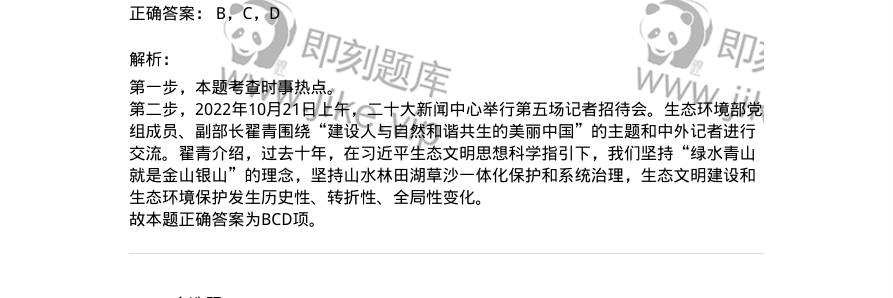 正确答案： B，C，D
解析：
第一步，本题考查时事热点。
第二步，2022年10月21日上午，二十大新闻中心举行第五场记者招待会。生态环境部党
组成员、副部长翟青围绕“建设人与自然和谐共生的美丽中国”的主题和中外记者进行
交流。翟青介绍，过去十年，在习近平生态文明思想科学指引下，我们坚持“绿水青山
就是金山银山”的理念，坚持山水林田湖草沙一体化保护和系统治理，生态文明建设和
生态环境保护发生历史性、转折性、全局性变化。
故本题正确答案为BCD项。
即刻题库
www.jike.vip
即刻
www.jik